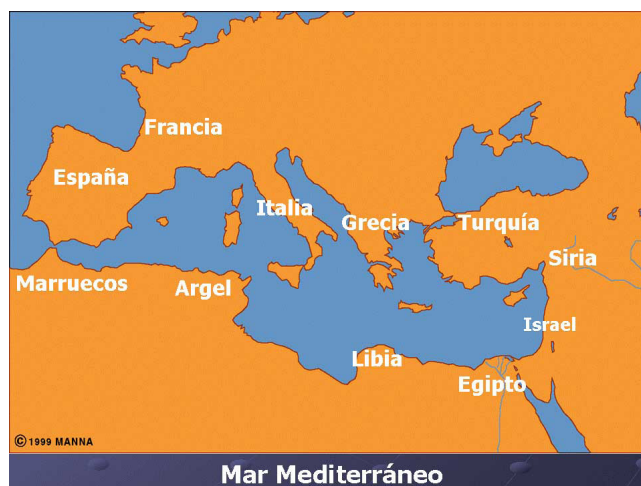 Francia
España
Italia
Grecia
Turquía
Siria
Marruecos
Argel
Israel
Libia
Egipto
© 1999 MANNA
Mar Mediterráneo